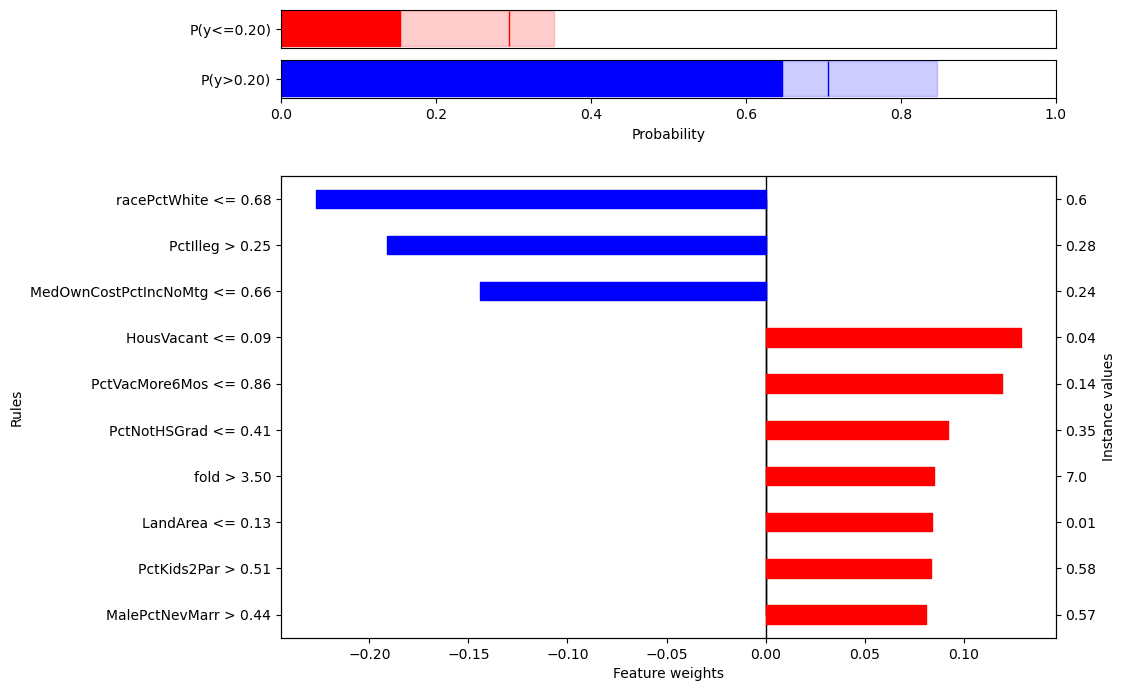 P(y<=0.20)
P(y>0.20)
0.0 0.2 0.4 0.6 0.8 1.0
Probability
racePctWhite <= 0.68 0.6
PctIlleg > 0.25 0.28
MedOwnCostPctIncNoMtg <= 0.66 0.24
HousVacant <= 0.09 0.04
PctVacMore6Mos <= 0.86 0.14
PctNotHSGrad <= 0.41 0.35
fold > 3.50 7.0
LandArea <= 0.13 0.01
PctKids2Par > 0.51 0.58
MalePctNevMarr > 0.44 0.57
Rules
Instance values
−0.20 −0.15 −0.10 −0.05 0.00 0.05 0.10
Feature weights